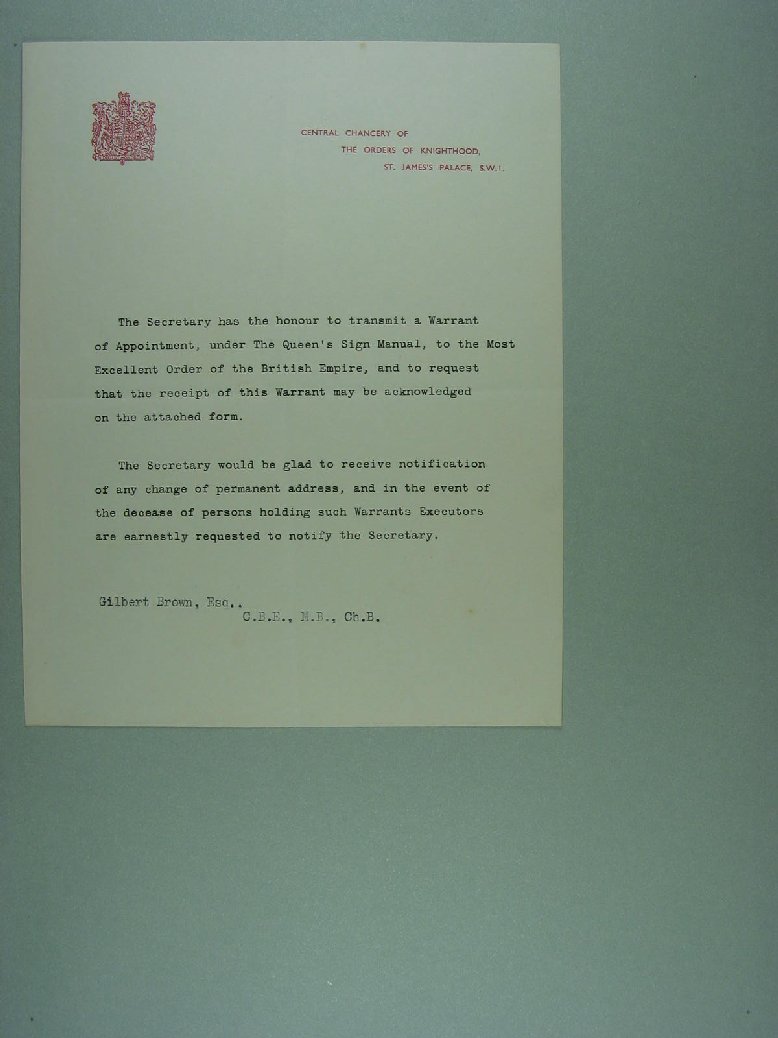 CENTRAL CHANCERY OF
THE ORDERS OF KNIGHTHOOD,
ST. JAMES'S PALACE, S.W.1.
The Secretary has the honour to transmit a Warrant
of Appointment, under The Queen's Sign Manual, to the Most
Excellent Order of the British Empire, and to request
that the receipt of this Warrant may be acknowledged
on the attached form.
The Secretary would be glad to receive notification
of any change of permanent address, and in the event of
the decease of persons holding such Warrants Executors
are earnestly requested to notify the Secretary.
Gilbert Brown, Esq.,
C.B.E., M.B., Ch.B.